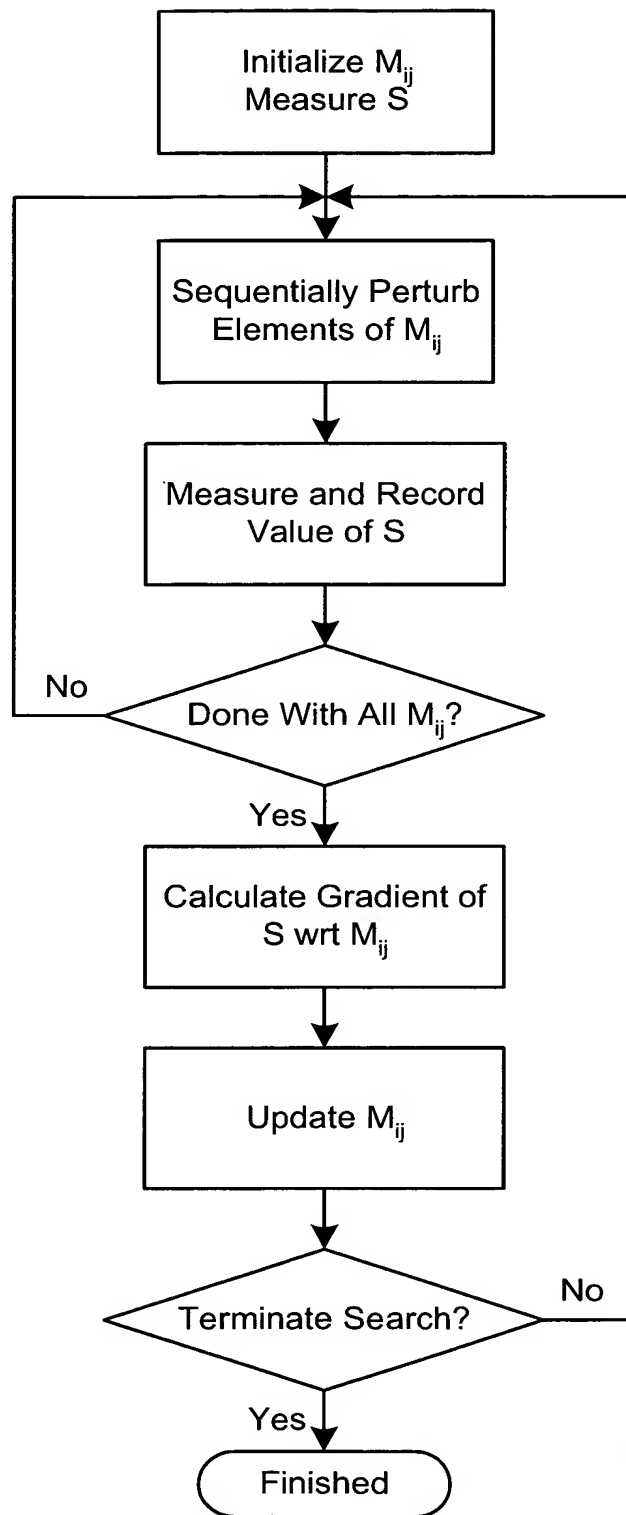 Initialize M_ij
Measure S
Sequentially Perturb
Elements of M_ij
Measure and Record
Value of S
No
Done With All M_ij?
Yes
Calculate Gradient of
S wrt M_ij
Update M_ij
Terminate Search?
No
Yes
Finished